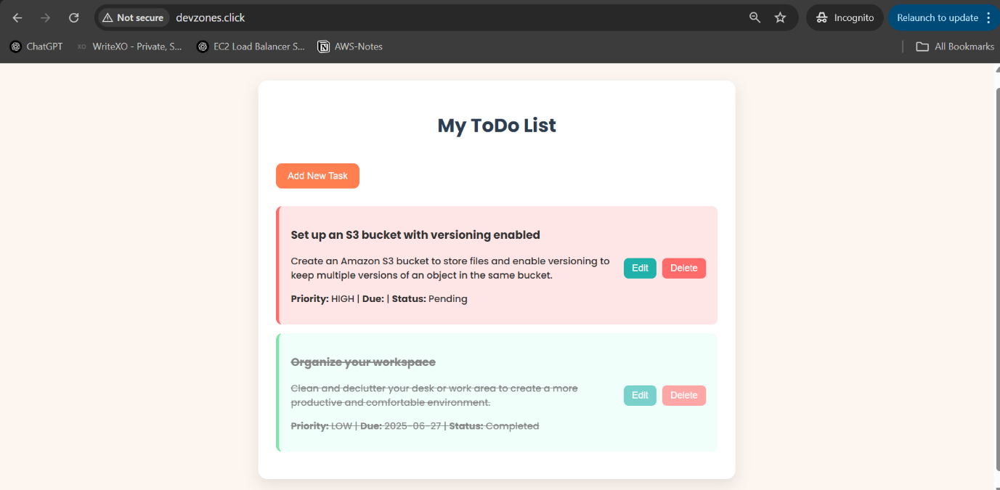 Not secure devzones.click Incognito Relaunch to update
ChatGPT WriteXO - Private, S... EC2 Load Balancer S... AWS-Notes All Bookmarks
My ToDo List
Add New Task
Set up an S3 bucket with versioning enabled
Create an Amazon S3 bucket to store files and enable versioning to
keep multiple versions of an object in the same bucket.
Edit Delete
Priority: HIGH | Due: | Status: Pending
Organize your workspace
Clean and declutter your desk or work area to create a more
productive and comfortable environment.
Edit Delete
Priority: LOW | Due: 2025-06-27 | Status: Completed